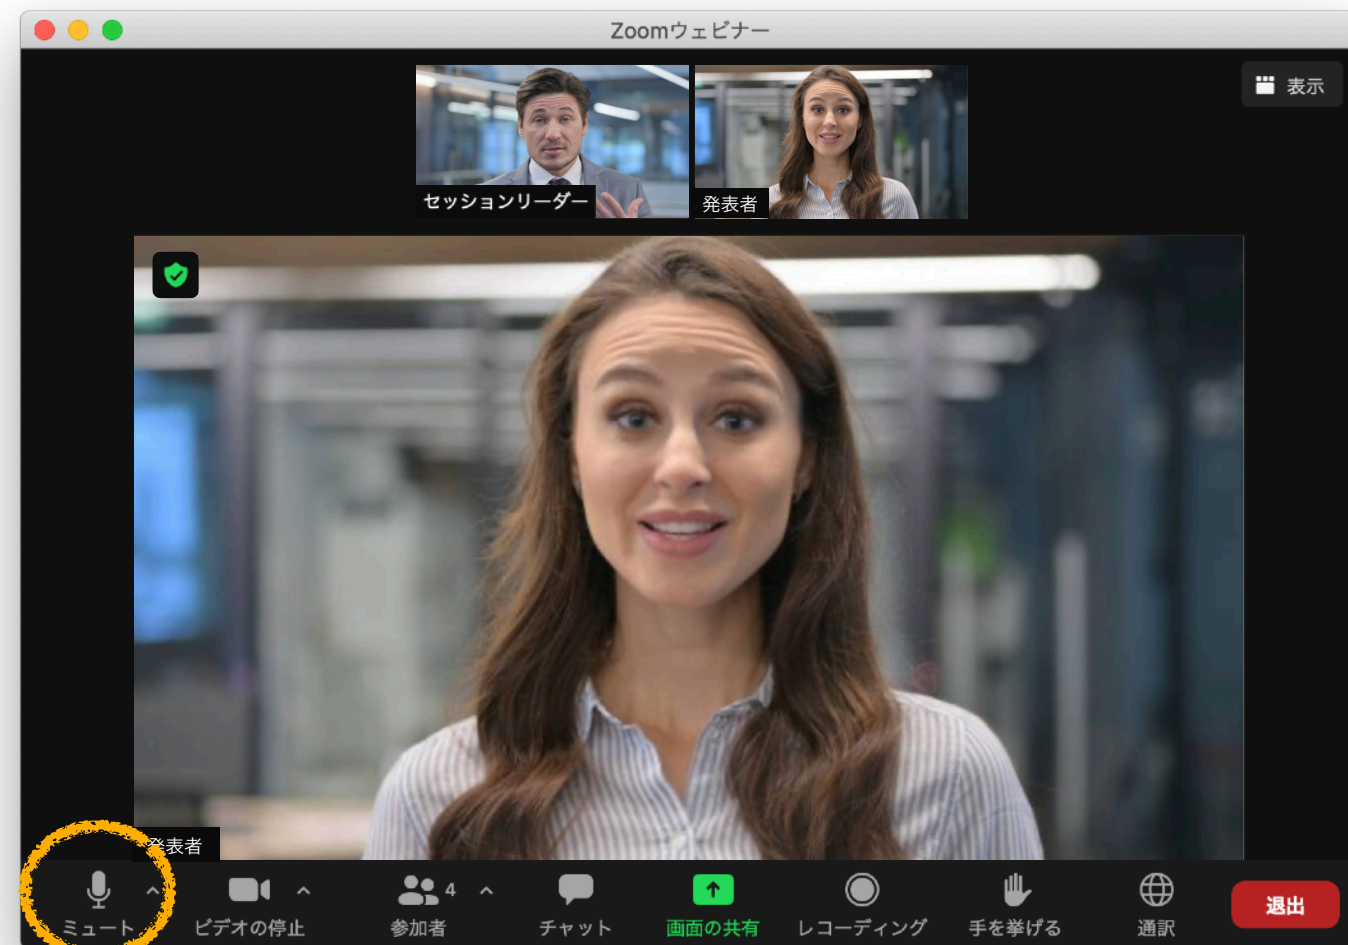 Zoomウェビナー
表示
セッションリーダー
発表者
発表者
ミュート
ビデオの停止
4
参加者
チャット
画面の共有
レコーディング
手を挙げる
通訳
退出